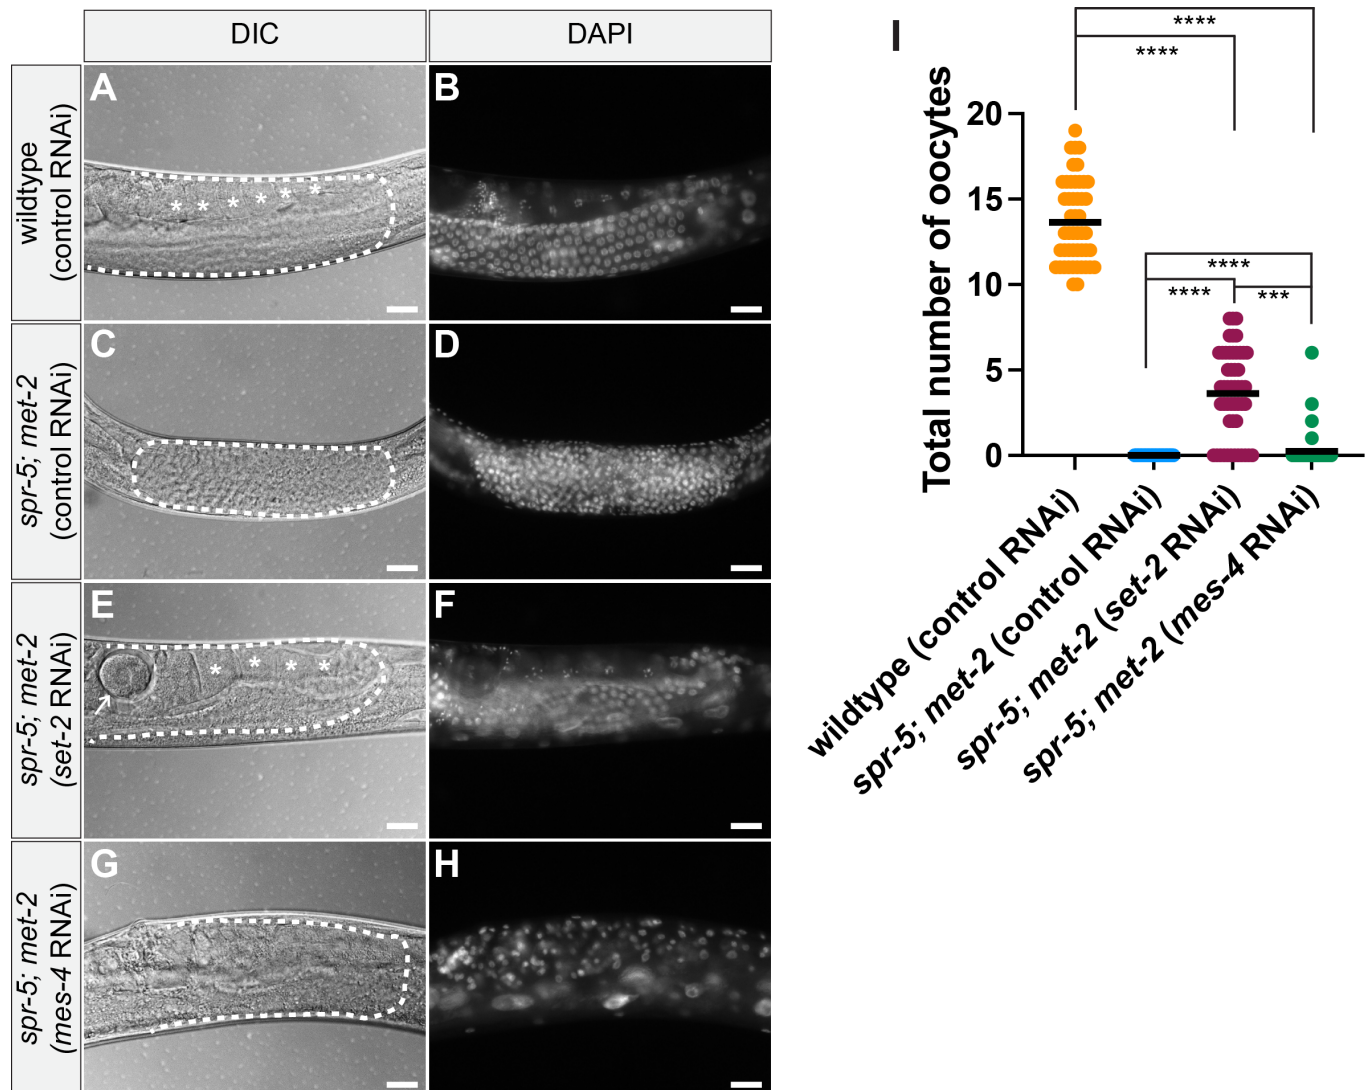 DIC
DAPI
wildtype
(control RNAi)
A
B
spr-5; met-2
(control RNAi)
C
D
spr-5; met-2
(set-2 RNAi)
E
* * * *
F
spr-5; met-2
(mes-4 RNAi)
G
H
I
****
****
Total number of oocytes
20
15
10
5
0
****
****
***
wildtype (control RNAi)
spr-5; met-2 (control RNAi)
spr-5; met-2 (set-2 RNAi)
spr-5; met-2 (mes-4 RNAi)